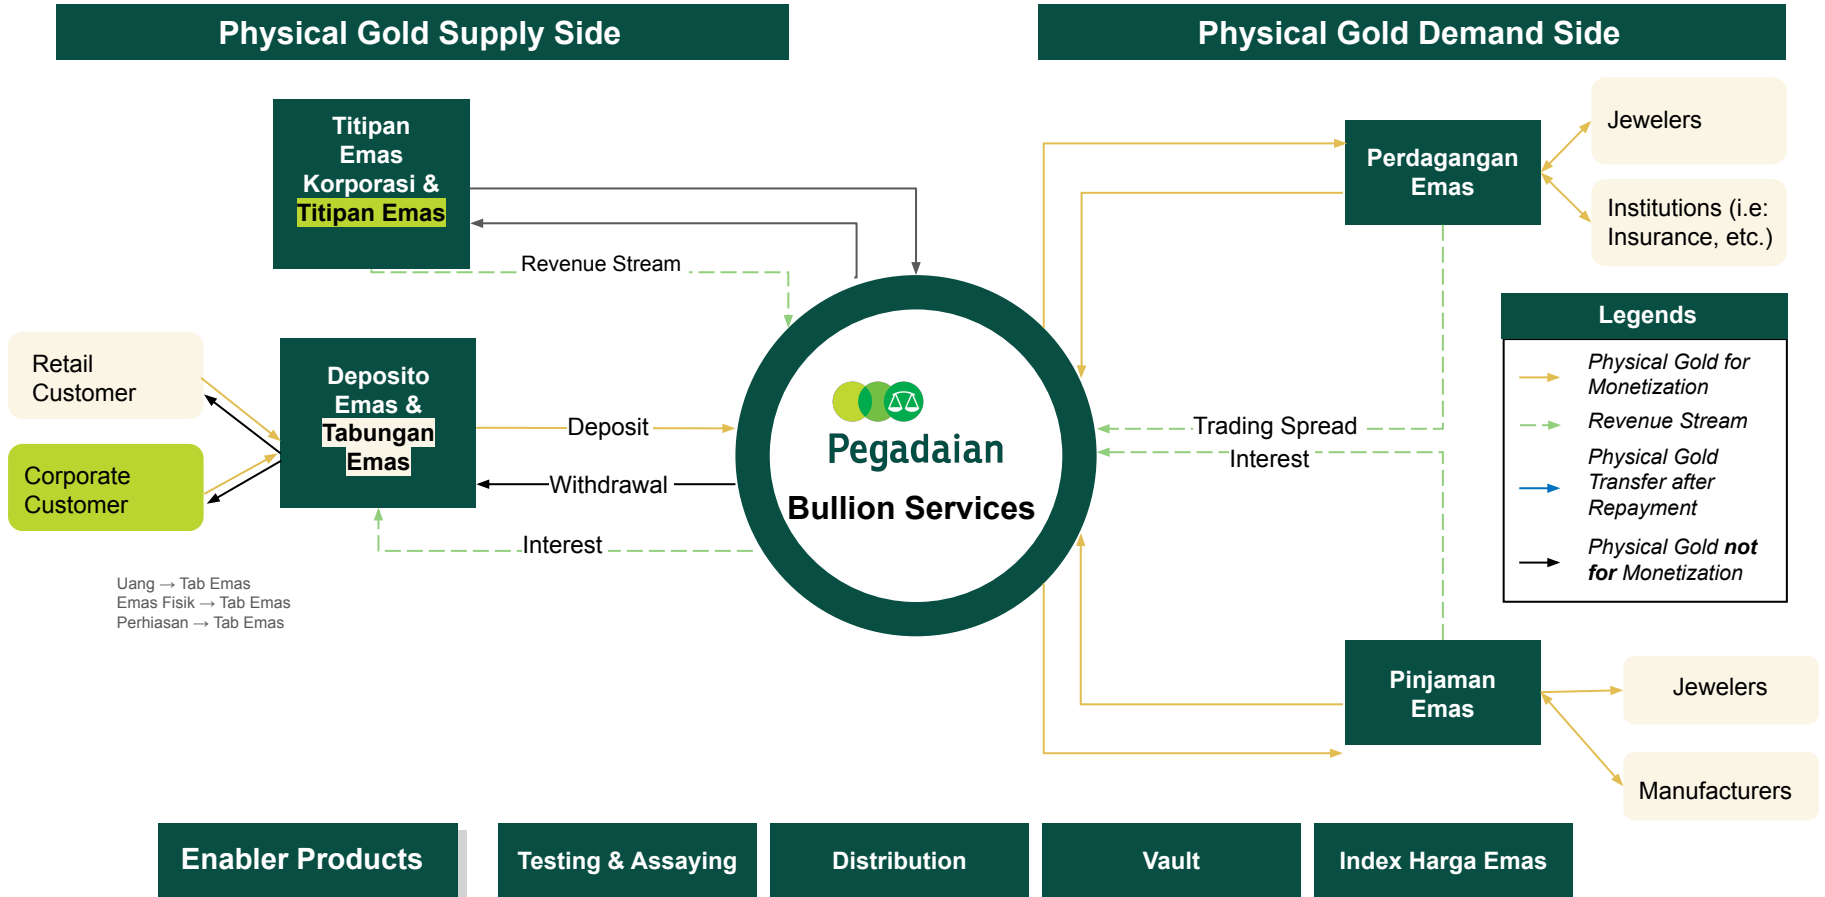 Physical Gold Supply Side
Physical Gold Demand Side
Titipan
Emas
Korporasi &
Titipan Emas
Revenue Stream
Retail
Customer
Corporate
Customer
Deposito
Emas &
Tabungan
Emas
Deposit
Withdrawal
Interest
Uang → Tab Emas
Emas Fisik → Tab Emas
Perhiasan → Tab Emas
Pegadaian
Bullion Services
Perdagangan
Emas
Jewelers
Institutions (i.e:
Insurance, etc.)
Trading Spread
Interest
Legends
Physical Gold for
Monetization
Revenue Stream
Physical Gold
Transfer after
Repayment
Physical Gold not
for Monetization
Pinjaman
Emas
Jewelers
Manufacturers
Enabler Products
Testing & Assaying
Distribution
Vault
Index Harga Emas